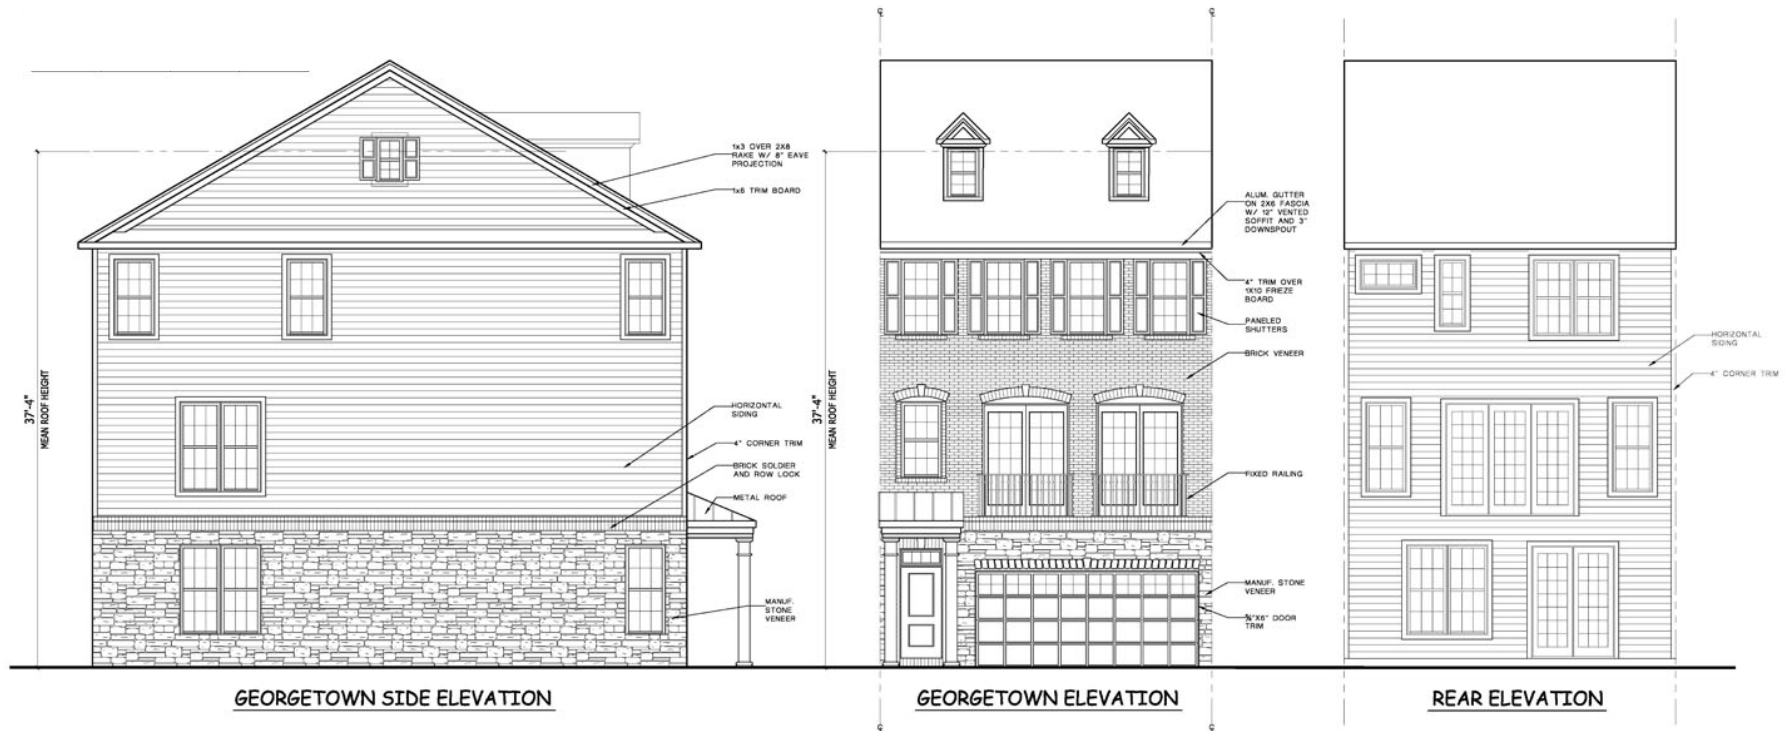 ℄
℄
1x3 OVER 2X8
RAKE W/ 8" EAVE
PROJECTION
1x6 TRIM BOARD
37'-4"
MEAN ROOF HEIGHT
HORIZONTAL
SIDING
4" CORNER TRIM
BRICK SOLDIER
AND ROW LOCK
METAL ROOF
MANUF.
STONE
VENEER
GEORGETOWN SIDE ELEVATION
37'-4"
MEAN ROOF HEIGHT
ALUM. GUTTER
ON 2X6 FASCIA
W/ 12" VENTED
SOFFIT AND 3"
DOWNSPOUT
4" TRIM OVER
1X10 FRIEZE
BOARD
PANELED
SHUTTERS
BRICK VENEER
FIXED RAILING
MANUF. STONE
VENEER
X6" DOOR
TRIM
GEORGETOWN ELEVATION
℄
℄
HORIZONTAL
SIDING
4" CORNER TRIM
REAR ELEVATION